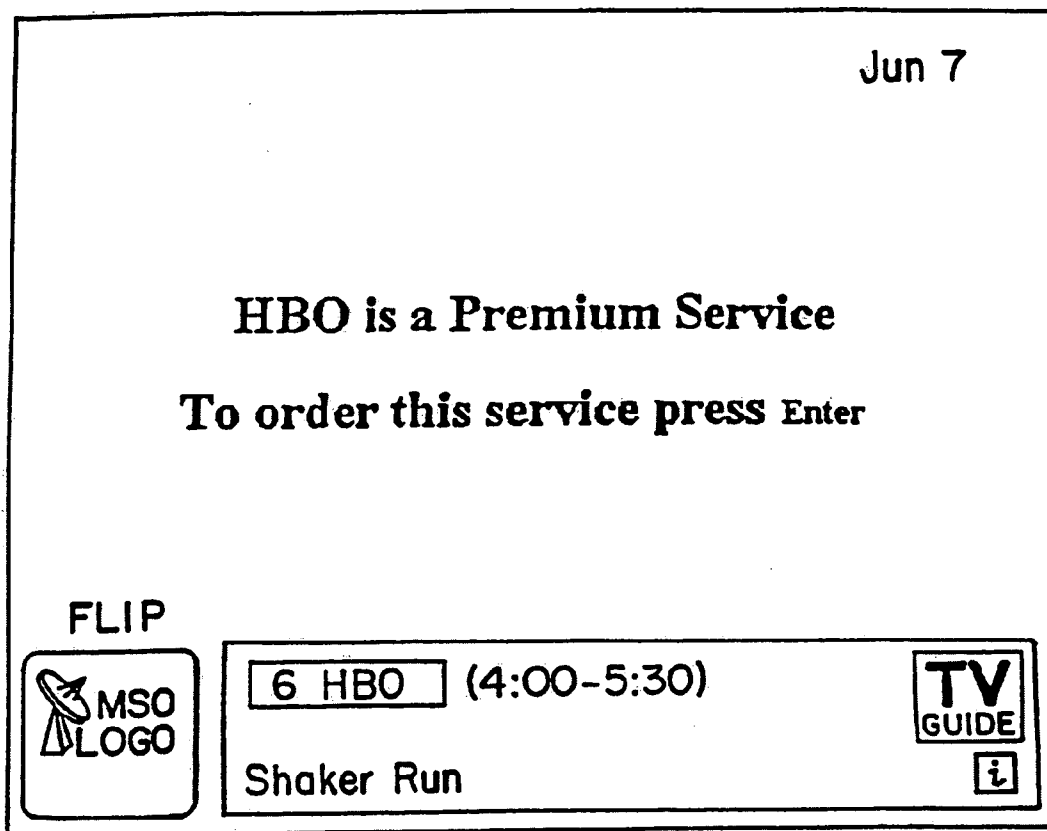 Jun 7
HBO is a Premium Service
To order this service press Enter
FLIP
MSO
LOGO
6 HBO (4:00-5:30)
TV
GUIDE
Shaker Run
i